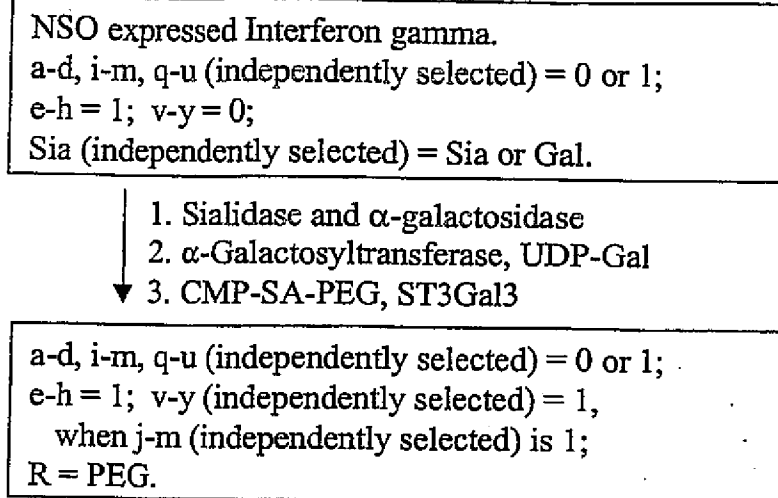 NSO expressed Interferon gamma.
a-d, i-m, q-u (independently selected) = 0 or 1;
e-h = 1; v-y = 0;
Sia (independently selected) = Sia or Gal.
1. Sialidase and α-galactosidase
2. α-Galactosyltransferase, UDP-Gal
3. CMP-SA-PEG, ST3Gal3
a-d, i-m, q-u (independently selected) = 0 or 1;
e-h = 1; v-y (independently selected) = 1,
when j-m (independently selected) is 1;
R = PEG.